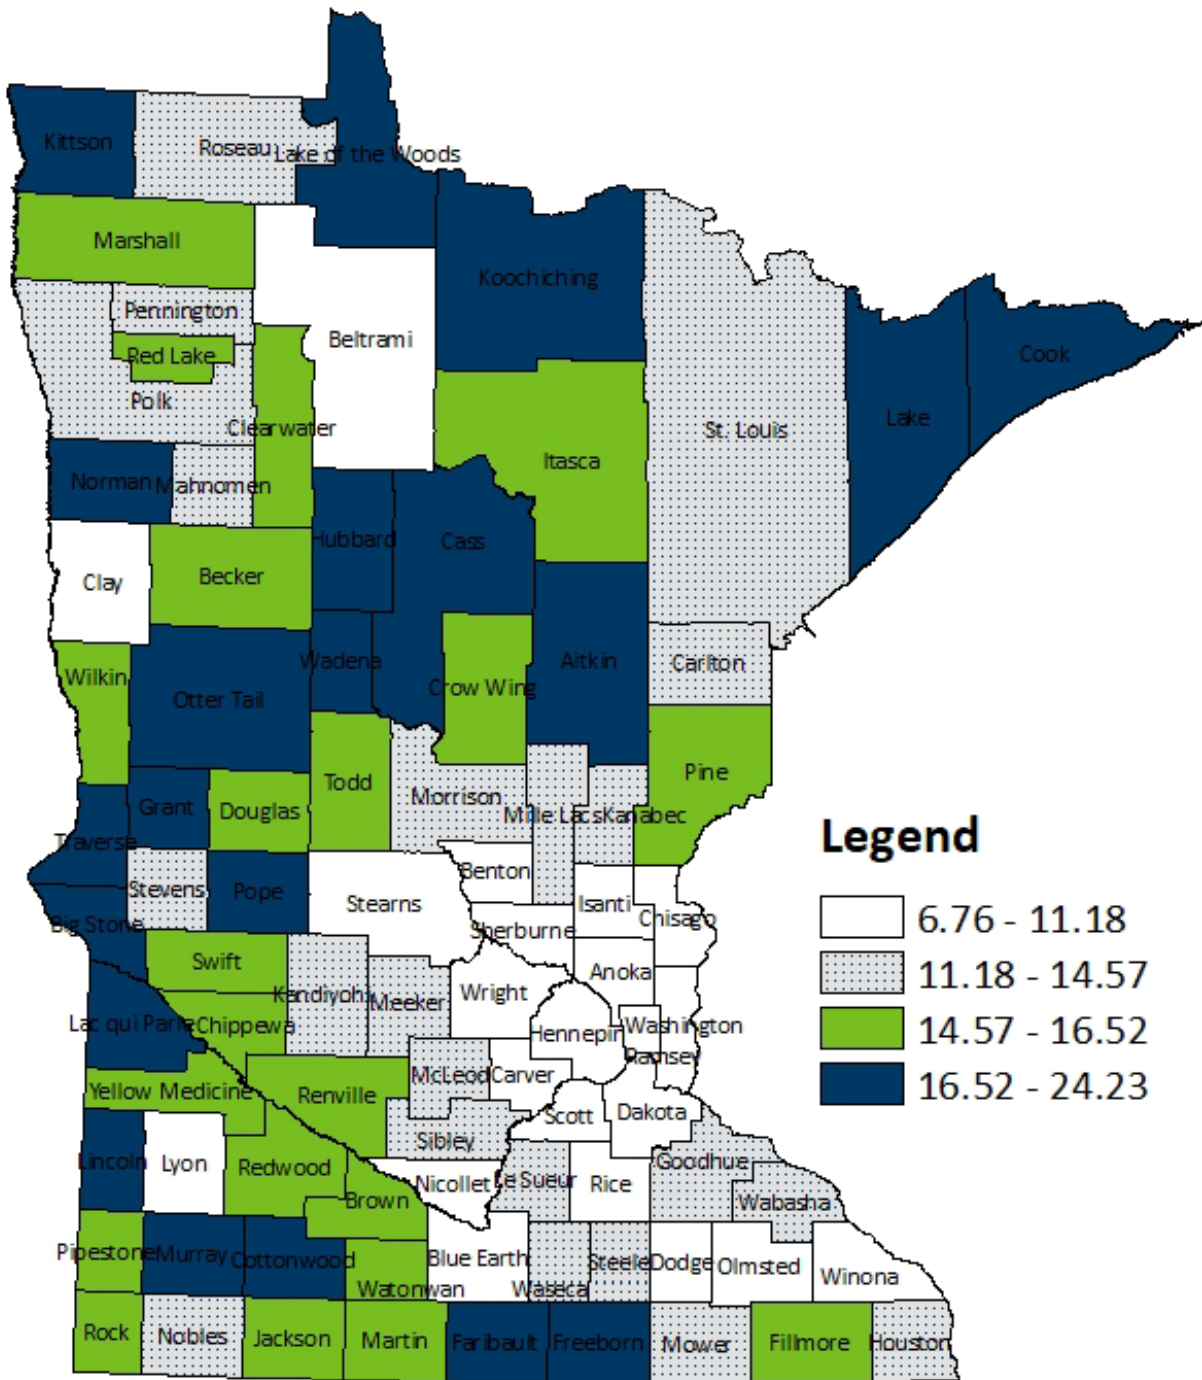 Kittson
Roseau
Lake of the Woods
Marshall
Koochiching
Pennington
Beltrami
Red Lake
Cook
Polk
Lake
Clearwater
St. Louis
Itasca
Norman
Mahnomen
Hubbard
Cass
Becker
Clay
Wadena
Aitkin
Carlton
Wilkin
Crow Wing
Otter Tail
Pine
Todd
Morrison
Grant
Douglas
Mille Lacs
Kanabec
Traverse
Legend
Benton
Stevens
Pope
Stearns
Isanti
Chisago
6.76 - 11.18
Big Stone
Sherburne
Swift
Anoka
11.18 - 14.57
Kandiyohi
Meeker
Wright
Lac qui Parle
Chippewa
Hennepin
Washington
14.57 - 16.52
Ramsey
McLeod
Carver
16.52 - 24.23
Yellow Medicine
Renville
Scott
Dakota
Sibley
Lincoln
Lyon
Redwood
Goodhue
Nicollet
Le Sueur
Rice
Brown
Wabasha
Pipestone
Murray
Cottonwood
Blue Earth
Steele
Dodge
Olmsted
Winona
Watonwan
Waseca
Rock
Nobles
Jackson
Martin
Faribault
Freeborn
Mower
Fillmore
Houston